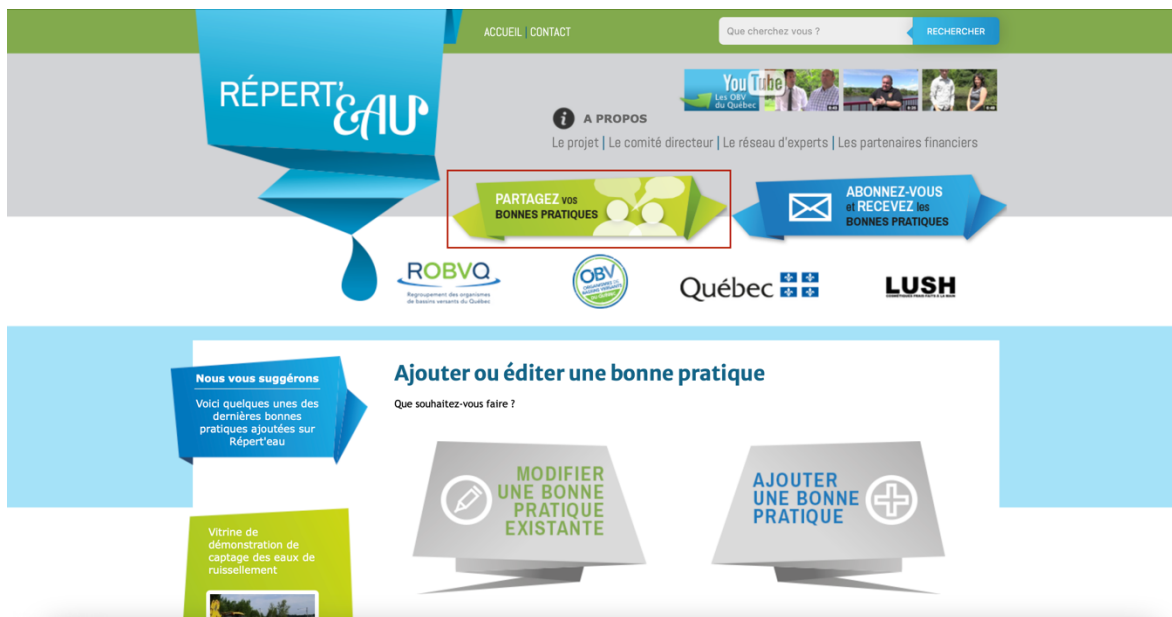 ACCUEIL | CONTACT
Que cherchez vous ?
RECHERCHER
RÉPERT'EAU
You Tube
Les OBV
du Québec
A PROPOS
Le projet | Le comité directeur | Le réseau d'experts | Les partenaires financiers
PARTAGEZ vos
BONNES PRATIQUES
ABONNEZ-VOUS
et RECEVEZ les
BONNES PRATIQUES
ROBVQ
Regroupement des organismes
de bassins versants du Québec
OBV
Québec
LUSH
Nous vous suggérons
Voici quelques unes des
dernières bonnes
pratiques ajoutées sur
Répert'eau
Ajouter ou éditer une bonne pratique
Que souhaitez-vous faire ?
MODIFIER
UNE BONNE
PRATIQUE
EXISTANTE
AJOUTER
UNE BONNE
PRATIQUE
Vitrine de
démonstration de
captage des eaux de
ruissellement